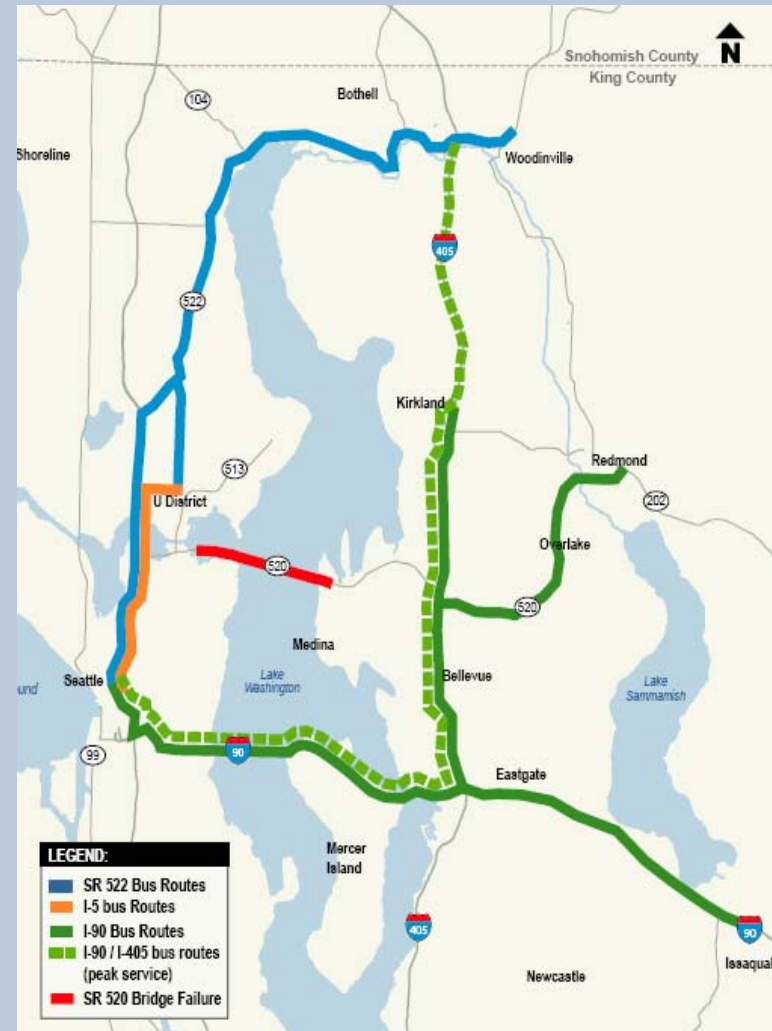 Snohomish County
King County
N
Bothell
104
Shoreline
Woodinville
405
522
Kirkland
Redmond
513
U District
202
Overlake
520
520
Medina
Seattle
Lake
Washington
Bellevue
Lake
Sammamish
und
99
90
Eastgate
Mercer
Island
LEGEND:
SR 522 Bus Routes
I-5 bus Routes
I-90 Bus Routes
I-90 / I-405 bus routes
(peak service)
SR 520 Bridge Failure
405
90
Issaqual
Newcastle